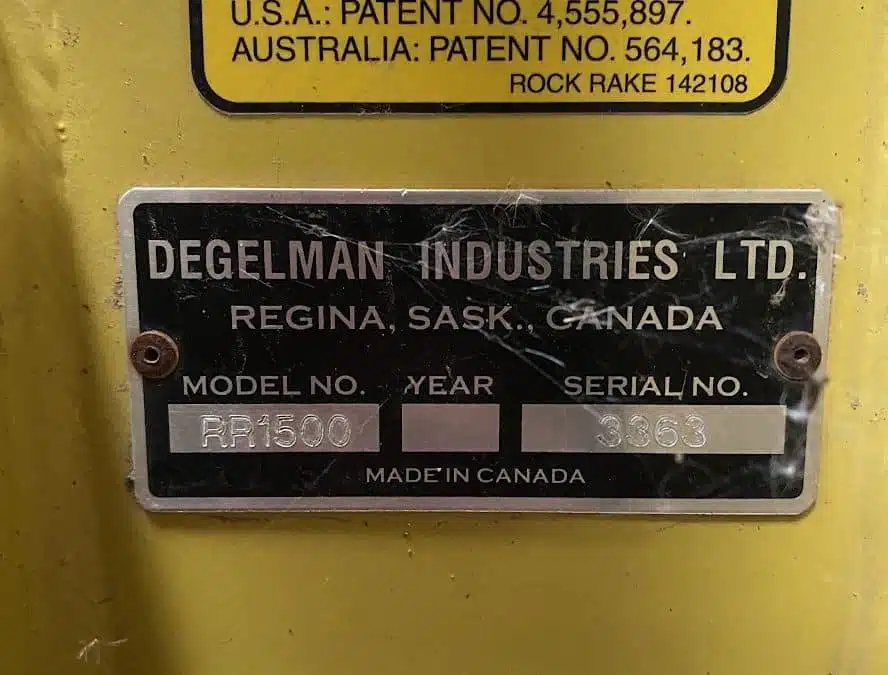 U.S.A.: PATENT NO. 4,555,897.
AUSTRALIA: PATENT NO. 564,183.
ROCK RAKE 142108
DEGELMAN INDUSTRIES LTD.
REGINA, SASK., CANADA
MODEL NO. YEAR SERIAL NO.
RR1500 3363
MADE IN CANADA